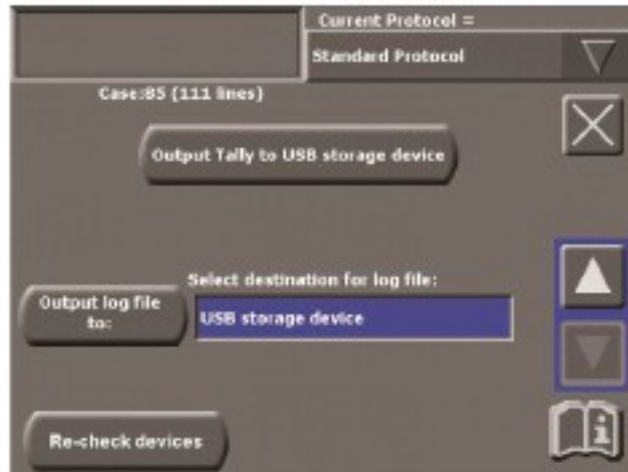 Current Protocol =
Standard Protocol
Case:85 (111 lines)
Output Tally to USB storage device
Select destination for log file:
Output log file
to:
USB storage device
Re-check devices
i